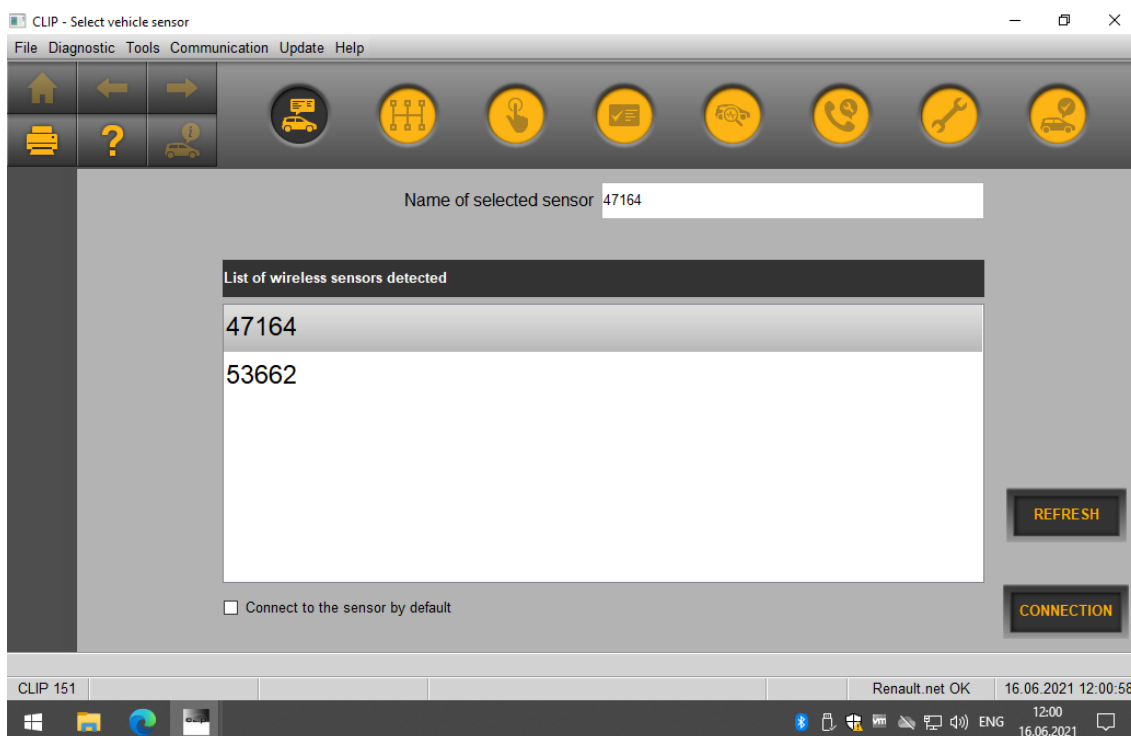 CLIP - Select vehicle sensor
File Diagnostic Tools Communication Update Help
?
Name of selected sensor 47164
List of wireless sensors detected
47164
53662
REFRESH
Connect to the sensor by default
CONNECTION
CLIP 151 Renault.net OK 16.06.2021 12:00:58
vm ENG 12:00
16.06.2021